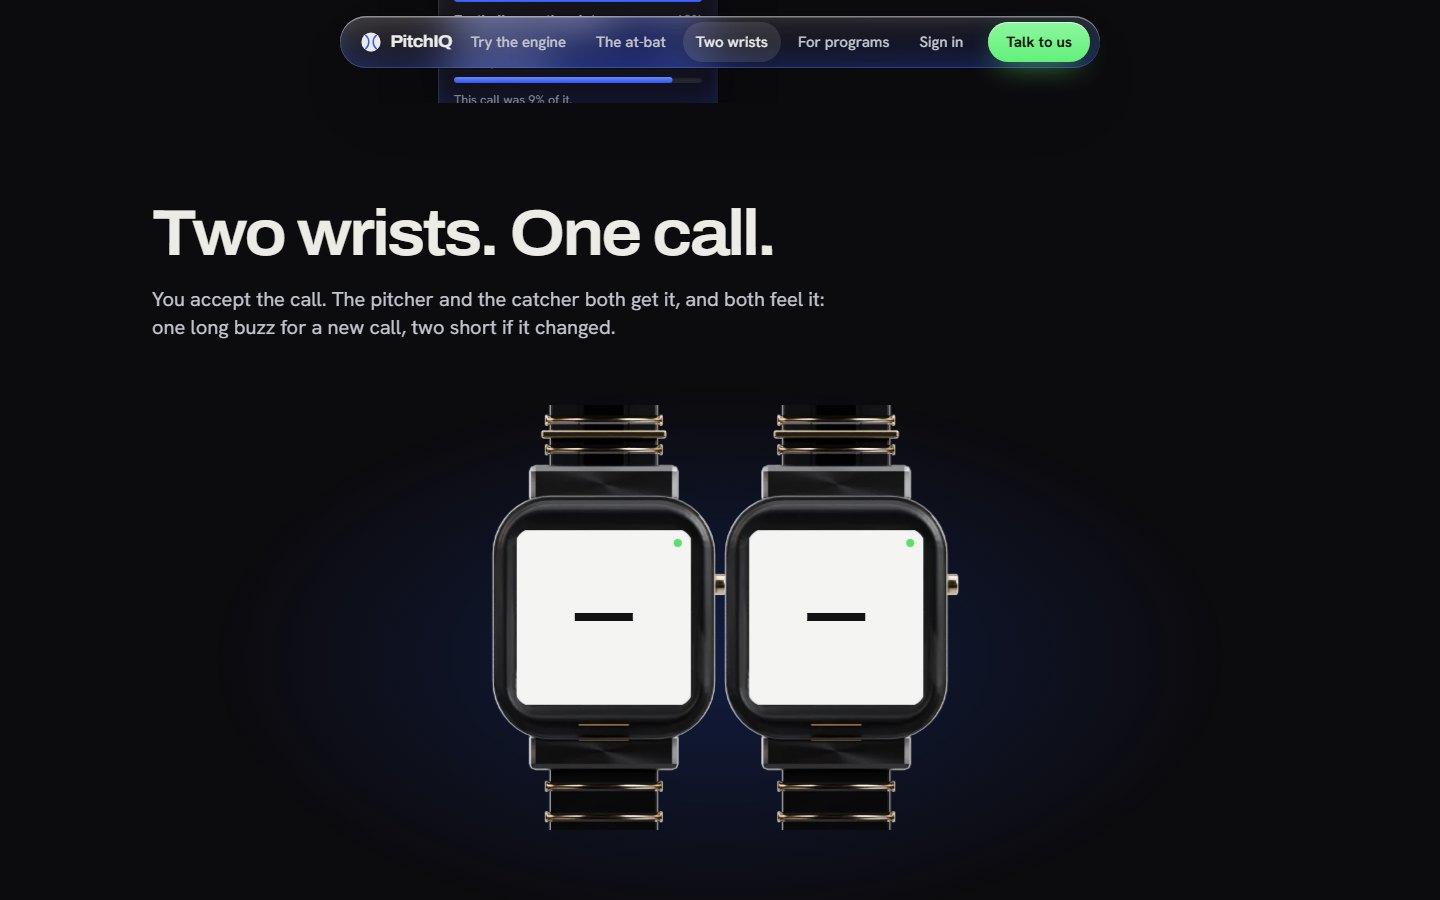 PitchIQ Try the engine The at-bat Two wrists For programs Sign in Talk to us
This call was 9% of it.
Two wrists. One call.
You accept the call. The pitcher and the catcher both get it, and both feel it:
one long buzz for a new call, two short if it changed.